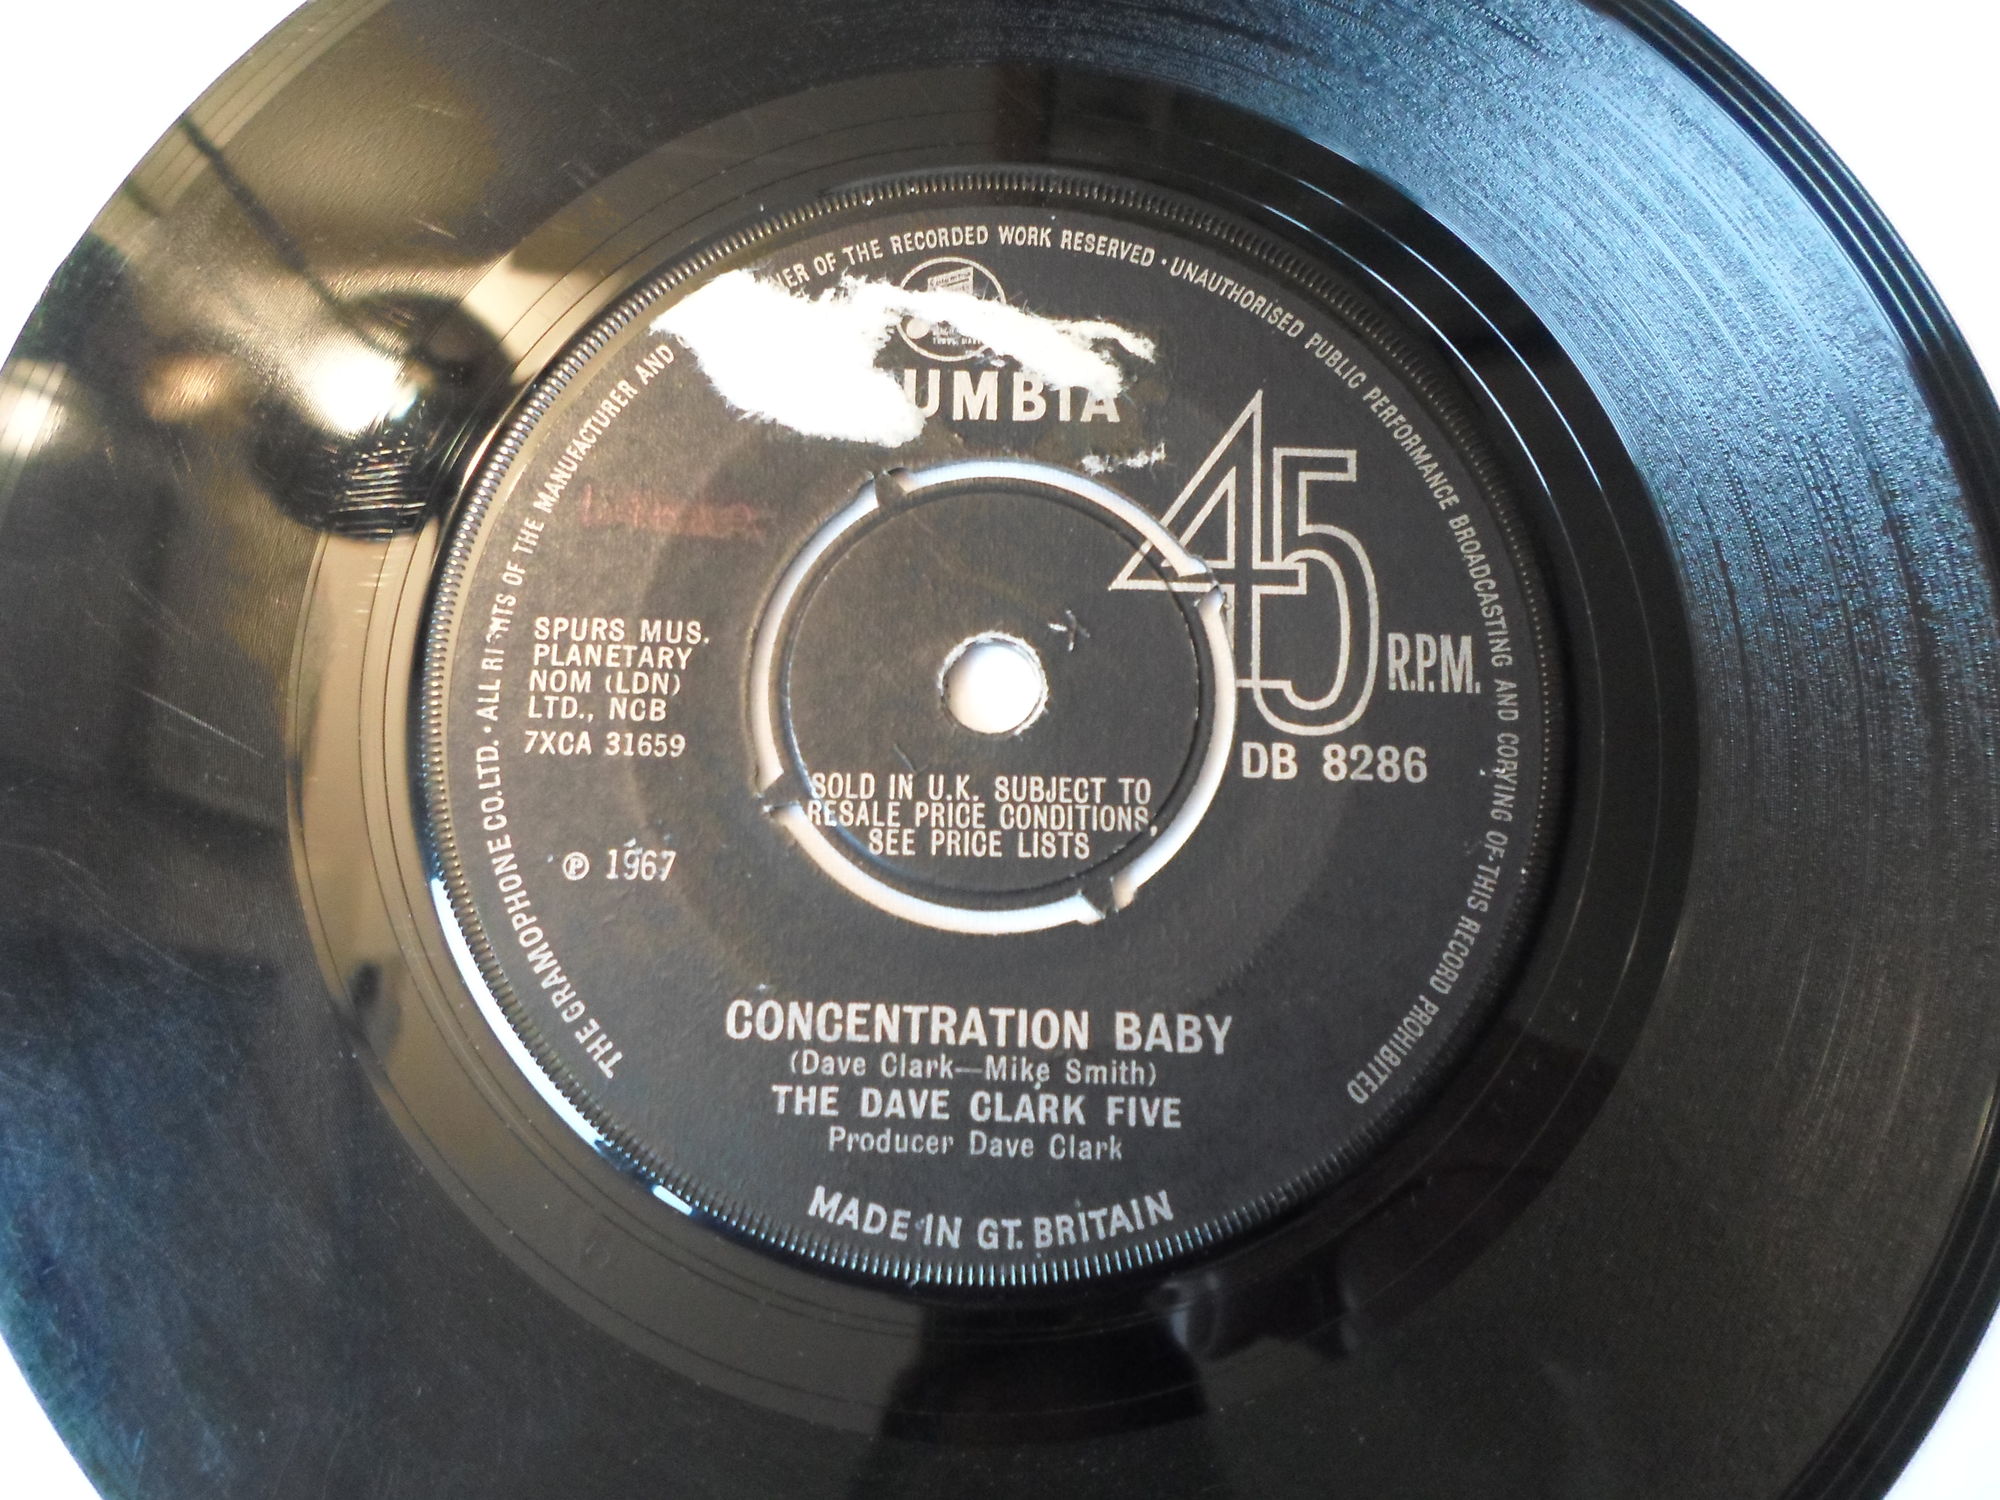 THE GRAMOPHONE CO. LTD. · ALL RIGHTS OF THE MANUFACTURER AND NER OF THE RECORDED WORK RESERVED · UNAUTHORISED PUBLIC PERFORMANCE BROADCASTING AND COPYING OF THIS RECORD PROHIBITED
UMBIA
45
R.P.M.
SPURS MUS.
PLANETARY
NOM (LDN)
LTD., NCB
7XCA 31659
DB 8286
SOLD IN U.K. SUBJECT TO
RESALE PRICE CONDITIONS,
SEE PRICE LISTS
℗ 1967
CONCENTRATION BABY
(Dave Clark—Mike Smith)
THE DAVE CLARK FIVE
Producer Dave Clark
MADE IN GT. BRITAIN